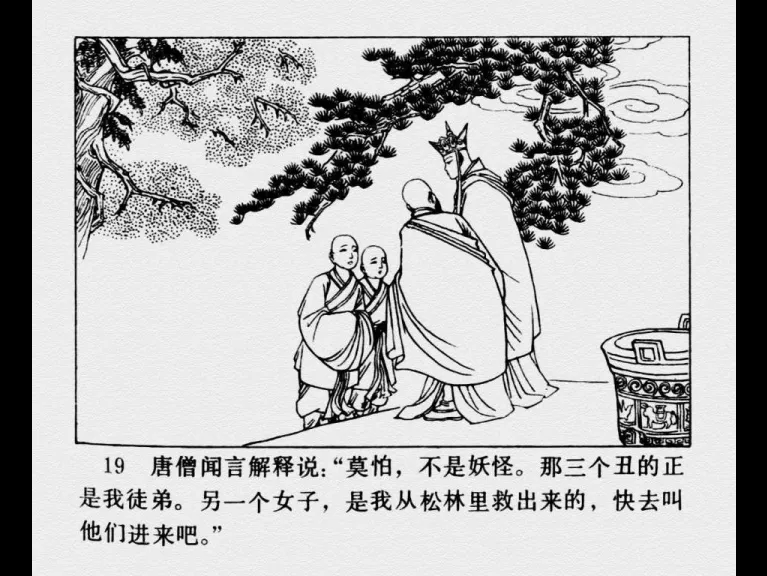 19 唐僧闻言解释说：“莫怕，不是妖怪。那三个丑的正
是我徒弟。另一个女子，是我从松林里救出来的，快去叫
他们进来吧。”